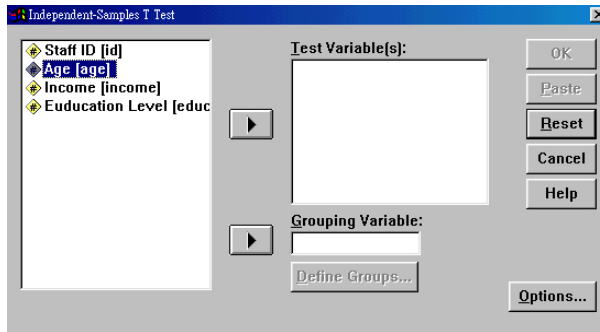 Independent-Samples T Test
Staff ID [id]
Age [age]
Income [income]
Euducation Level [educ
Test Variable(s):
Grouping Variable:
Define Groups...
OK
Paste
Reset
Cancel
Help
Options...